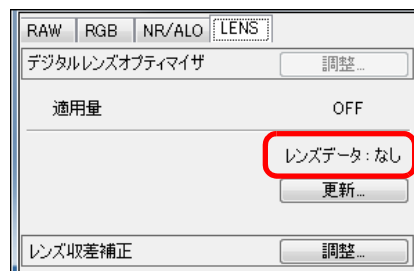 RAW RGB NR/ALO LENS
デジタルレンズオプティマイザ 調整...
適用量 OFF
レンズデータ：なし
更新...
レンズ収差補正 調整...